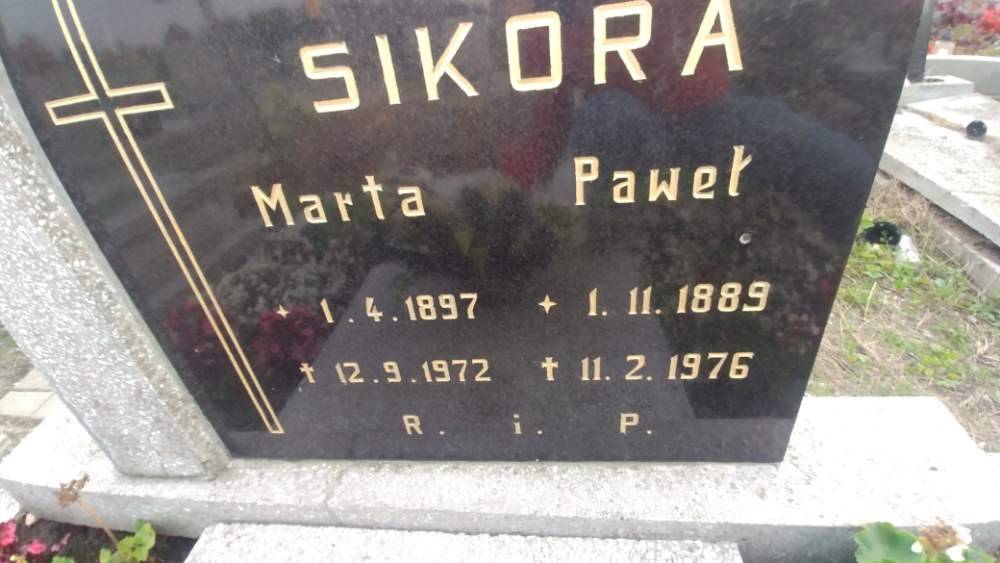 SIKORA
Marta Paweł
✦ 1.4.1897 ✦ 1.11.1889
† 12.9.1972 † 11.2.1976
R. i. P.